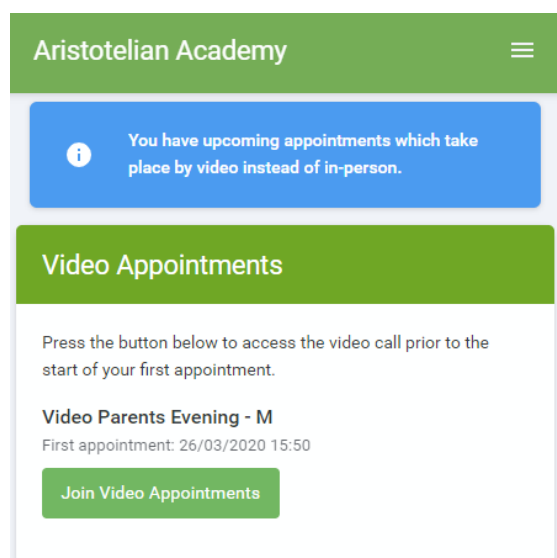 Aristotelian Academy
You have upcoming appointments which take
place by video instead of in-person.
Video Appointments
Press the button below to access the video call prior to the
start of your first appointment.
Video Parents Evening - M
First appointment: 26/03/2020 15:50
Join Video Appointments